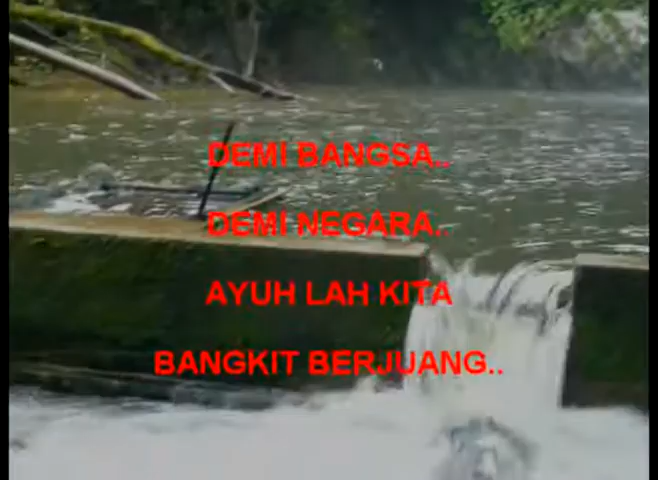 DEMI BANGSA..
DEMI NEGARA..
AYUH LAH KITA
BANGKIT BERJUANG..